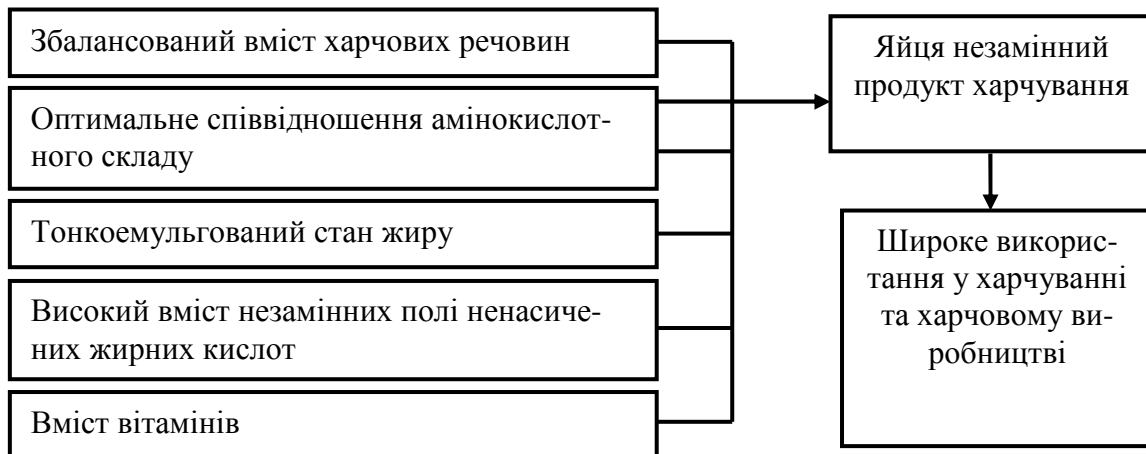 Збалансований вміст харчових речовин
Оптимальне співвідношення амінокислот-
ного складу
Тонкоемульгований стан жиру
Високий вміст незамінних полі ненасиче-
них жирних кислот
Вміст вітамінів
Яйця незамінний
продукт харчування
Широке викорис-
тання у харчуванні
та харчовому ви-
робництві